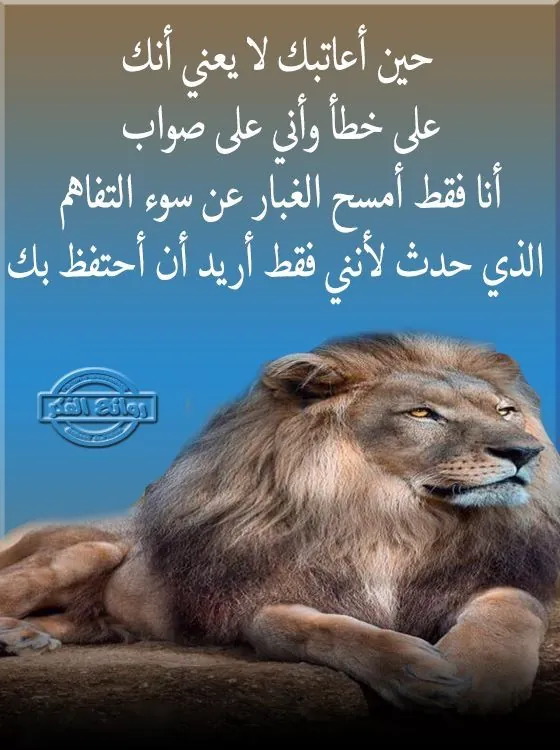 حين أعاتبك لا يعني أنك
على خطأ وأني على صواب
أنا فقط أمسح الغبار عن سوء التفاهم
الذي حدث لأنني فقط أريد أن أحتفظ بك
روائع الفكر